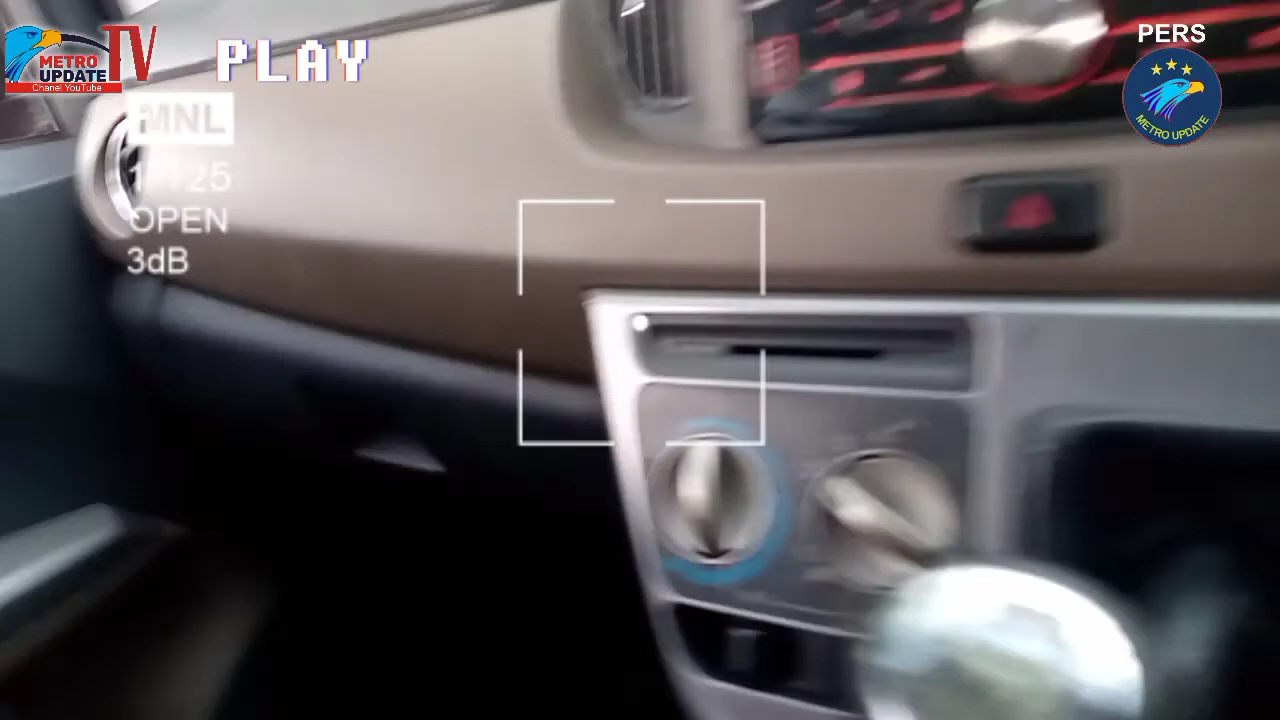 METRO
UPDATE
TV
Chanel YouTube
PLAY
PERS
METRO UPDATE
MNL
OPEN
3dB